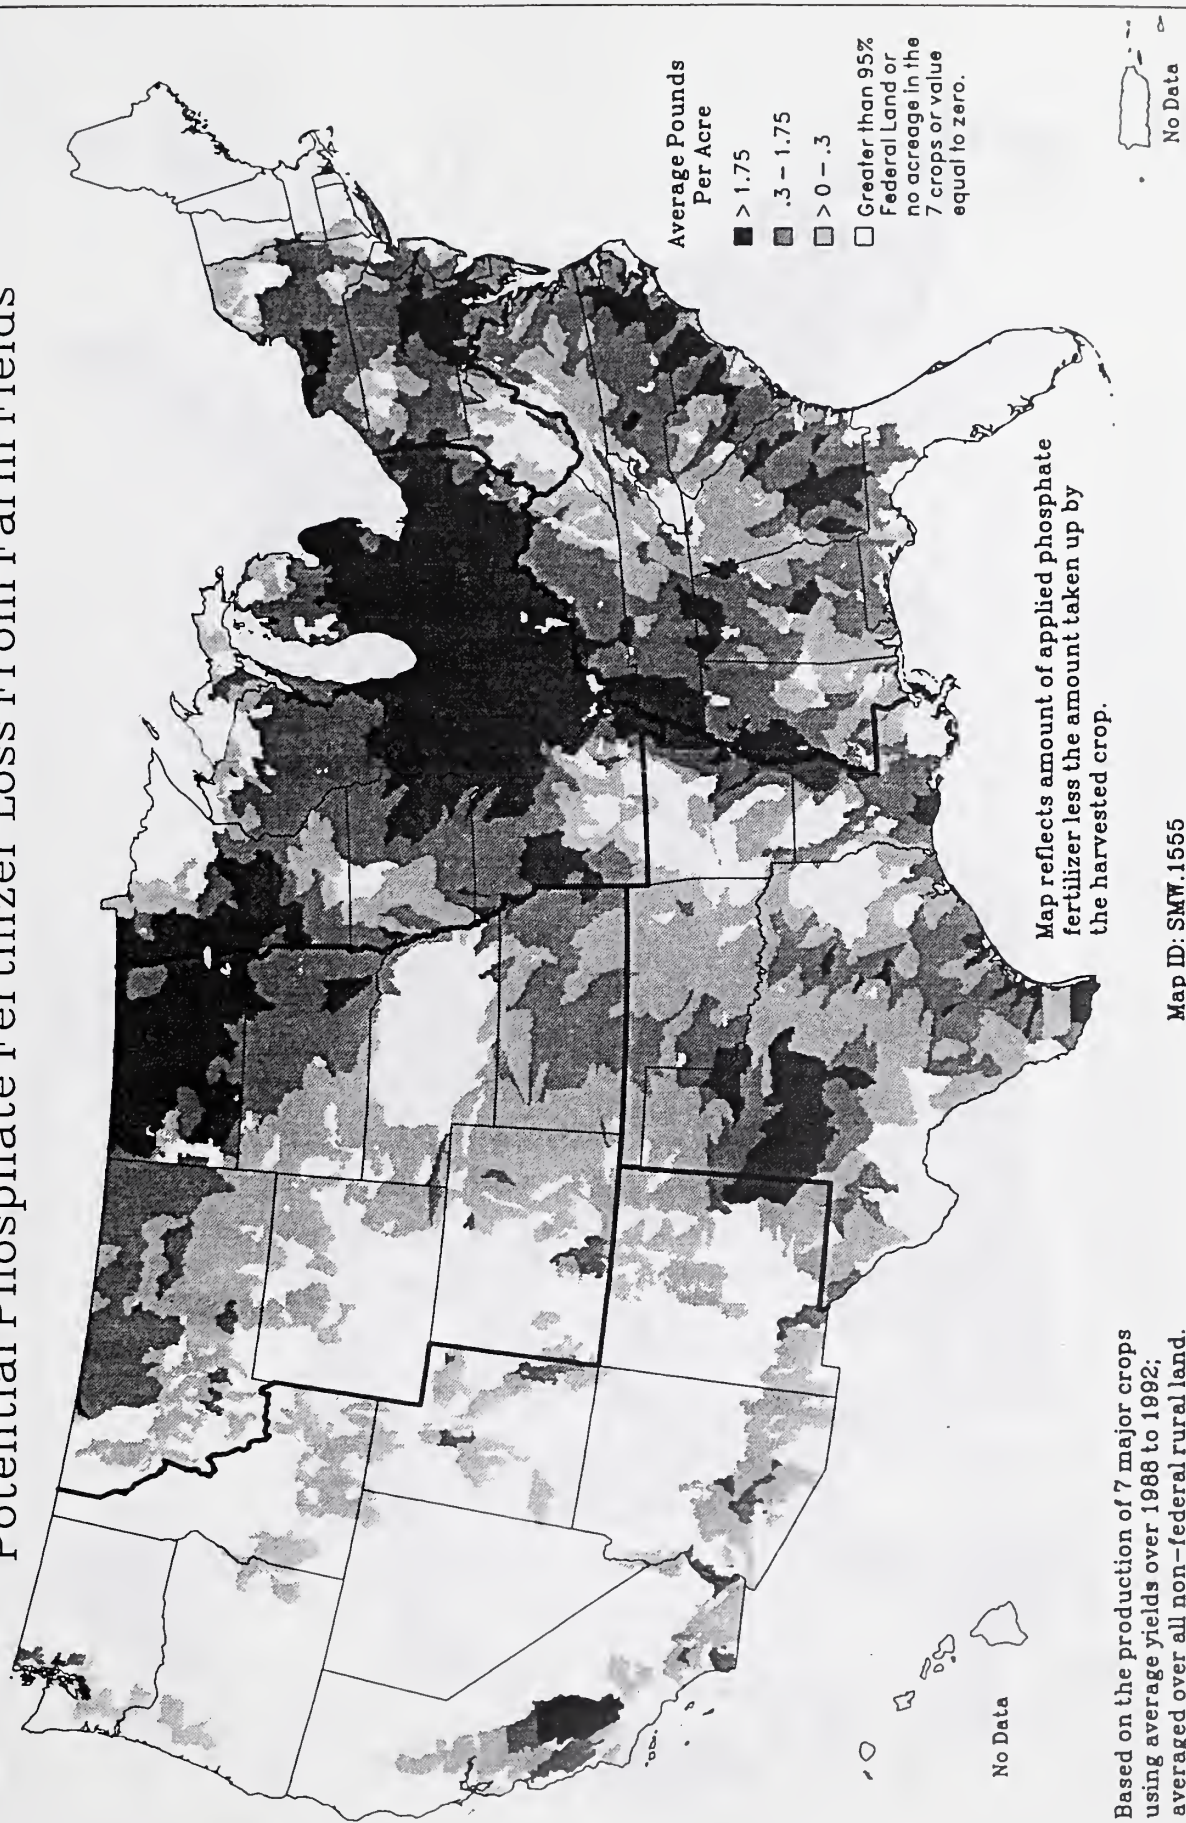 Potential Phosphate Fertilizer Loss From Farm Fields
Average Pounds
Per Acre
> 1.75
.3 – 1.75
> 0 – .3
Greater than 95%
Federal Land or
no acreage in the
7 crops or value
equal to zero.
No Data
Map reflects amount of applied phosphate
fertilizer less the amount taken up by
the harvested crop.
Map ID: SMW.1555
No Data
Based on the production of 7 major crops
using average yields over 1988 to 1992;
averaged over all non-federal rural land.